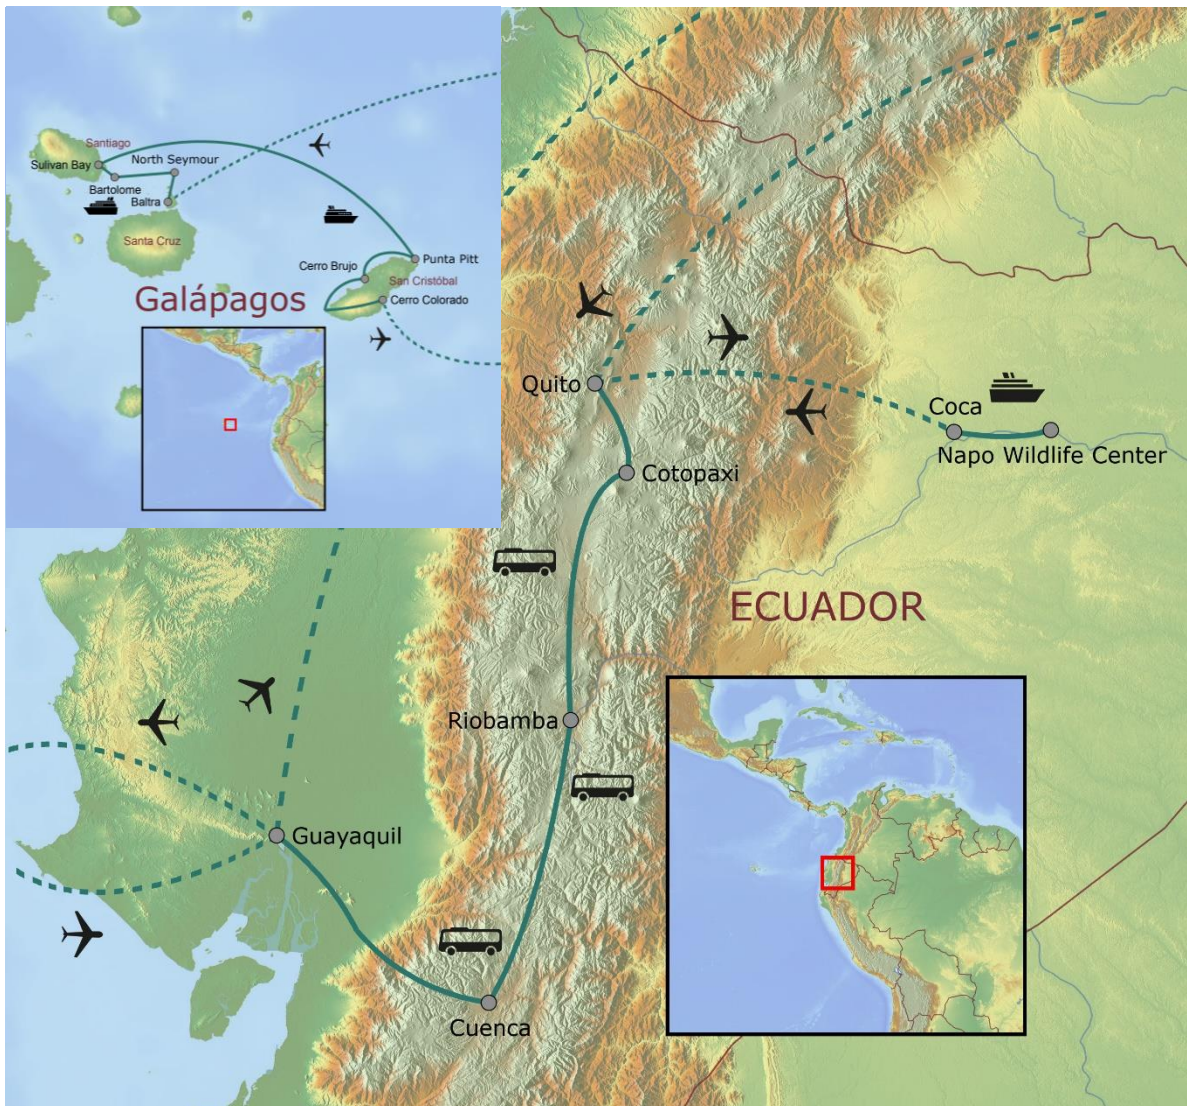 Santiago
Sulivan Bay
North Seymour
Bartolome
Baltra
Santa Cruz
Cerro Brujo
Punta Pitt
San Cristóbal
Cerro Colorado
Galápagos
Quito
Coca
Napo Wildlife Center
Cotopaxi
ECUADOR
Riobamba
Guayaquil
Cuenca